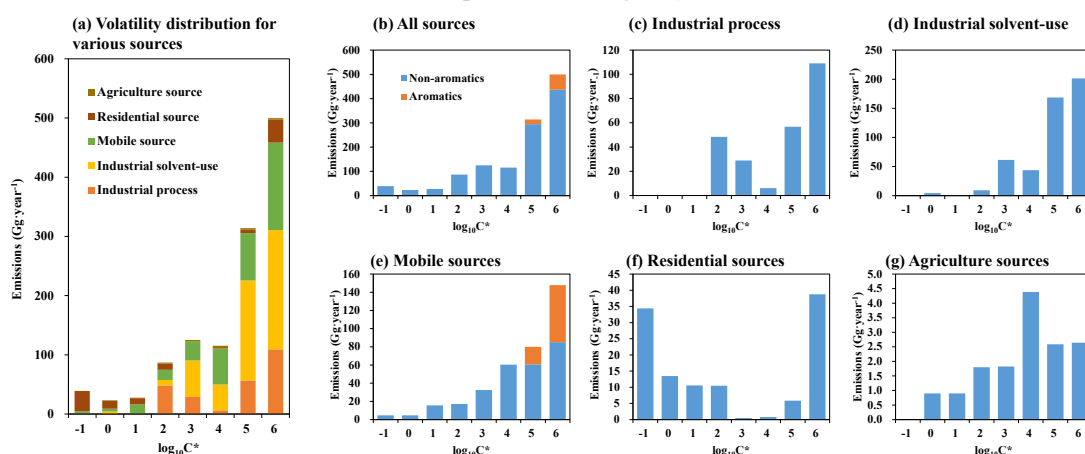 (a) Volatility distribution for
various sources
600
500
400
300
200
100
0
Emissions (Gg·year⁻¹)
Agriculture source
Residential source
Mobile source
Industrial solvent-use
Industrial process
-1 0 1 2 3 4 5 6
log₁₀C*
(b) All sources
600
500
400
300
200
100
0
Emissions (Gg·year⁻¹)
Non-aromatics
Aromatics
-1 0 1 2 3 4 5 6
log₁₀C*
(c) Industrial process
120
100
80
60
40
20
0
Emissions (Gg·year₋₁)
-1 0 1 2 3 4 5 6
log₁₀C*
(d) Industrial solvent-use
250
200
150
100
50
0
Emissions (Gg·year⁻¹)
-1 0 1 2 3 4 5 6
log₁₀C*
(e) Mobile sources
160
140
120
100
80
60
40
20
0
Emissions (Gg·year⁻¹)
-1 0 1 2 3 4 5 6
log₁₀C*
(f) Residential sources
45
40
35
30
25
20
15
10
5
0
Emissions (Gg·year⁻¹)
-1 0 1 2 3 4 5 6
log₁₀C*
(g) Agriculture sources
5.0
4.5
4.0
3.5
3.0
2.5
2.0
1.5
1.0
0.5
0.0
Emissions (Gg·year⁻¹)
-1 0 1 2 3 4 5 6
log₁₀C*